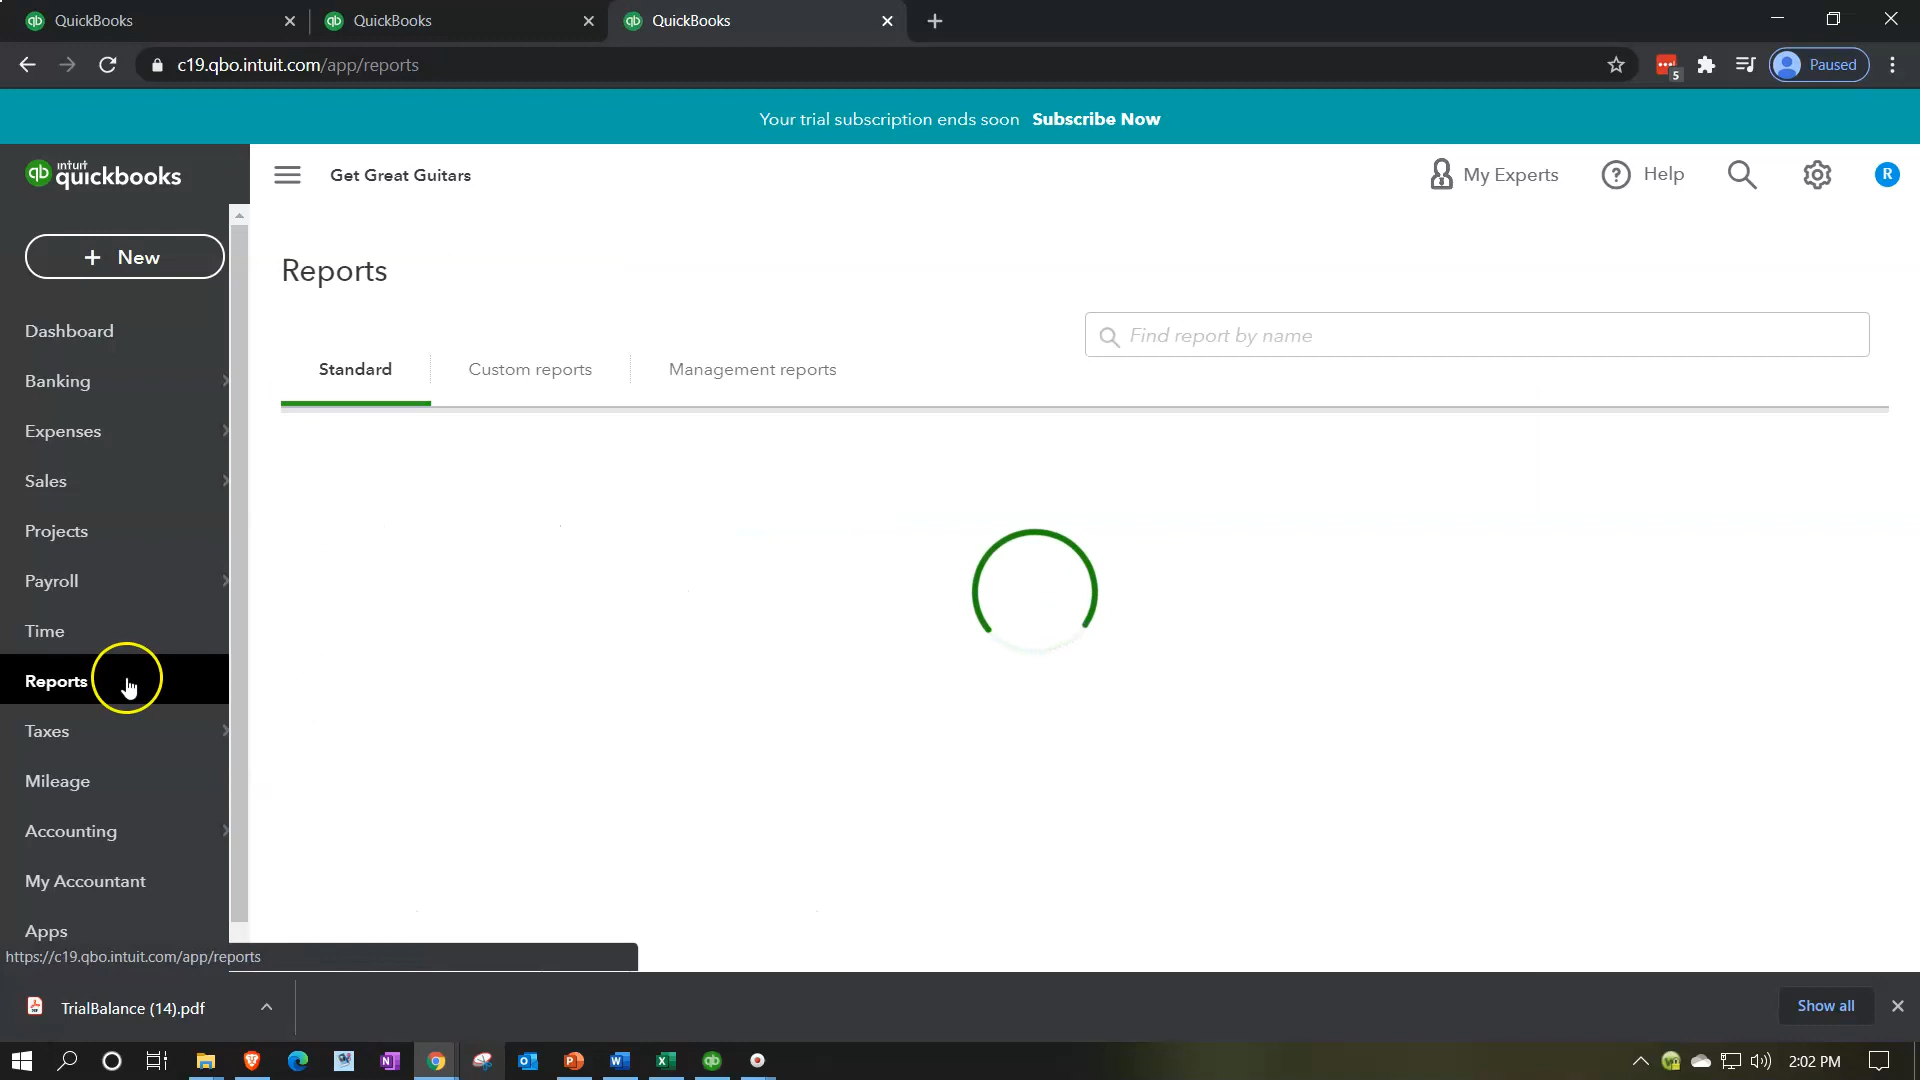 QuickBooks
QuickBooks
QuickBooks
c19.qbo.intuit.com/app/reports
5
Paused
Your trial subscription ends soon Subscribe Now
qb intuit quickbooks
Get Great Guitars
My Experts
? Help
R
+ New
Reports
Find report by name
Standard
Custom reports
Management reports
Dashboard
Banking
Expenses
Sales
Projects
Payroll
Time
Reports
Taxes
Mileage
Accounting
My Accountant
Apps
https://c19.qbo.intuit.com/app/reports
TrialBalance (14).pdf
Show all
2:02 PM